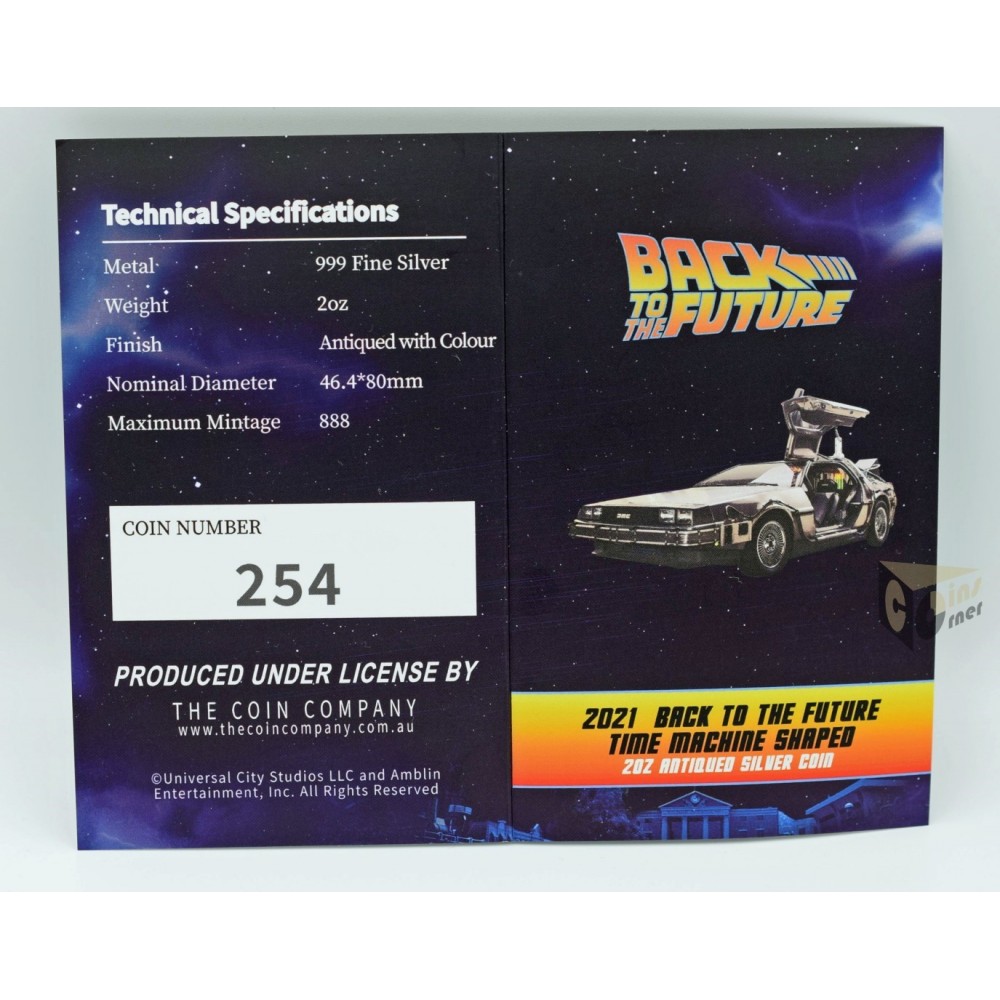 Technical Specifications
Metal 999 Fine Silver
Weight 2oz
Finish Antiqued with Colour
Nominal Diameter 46.4*80mm
Maximum Mintage 888
COIN NUMBER
254
PRODUCED UNDER LICENSE BY
THE COIN COMPANY
www.thecoincompany.com.au
©Universal City Studios LLC and Amblin
Entertainment, Inc. All Rights Reserved
BACK
TO
THE FUTURE
DMC
Coins
Corner
2021 BACK TO THE FUTURE
TIME MACHINE SHAPED
2OZ ANTIQUED SILVER COIN